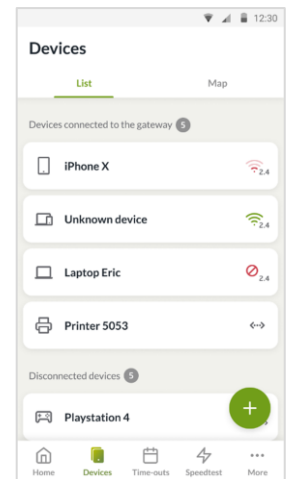 12:30
Devices
List Map
Devices connected to the gateway 5
iPhone X 2.4
Unknown device 2.4
Laptop Eric 2.4
Printer 5053
Disconnected devices 5
Playstation 4
+
Home Devices Time-outs Speedtest More